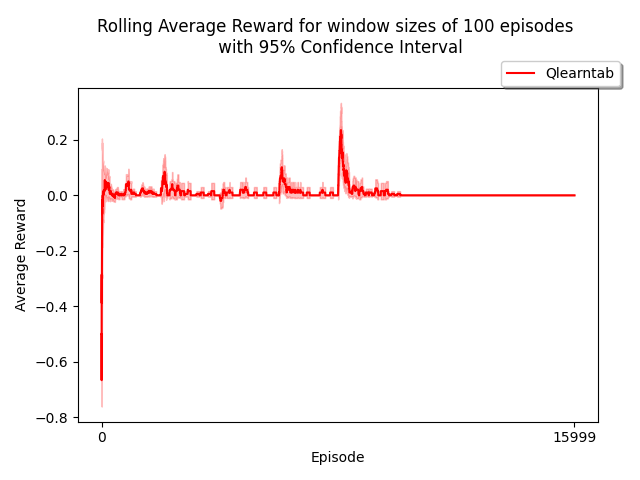 Rolling Average Reward for window sizes of 100 episodes
with 95% Confidence Interval
Qlearntab
0.2
0.0
−0.2
−0.4
−0.6
−0.8
Average Reward
0
15999
Episode